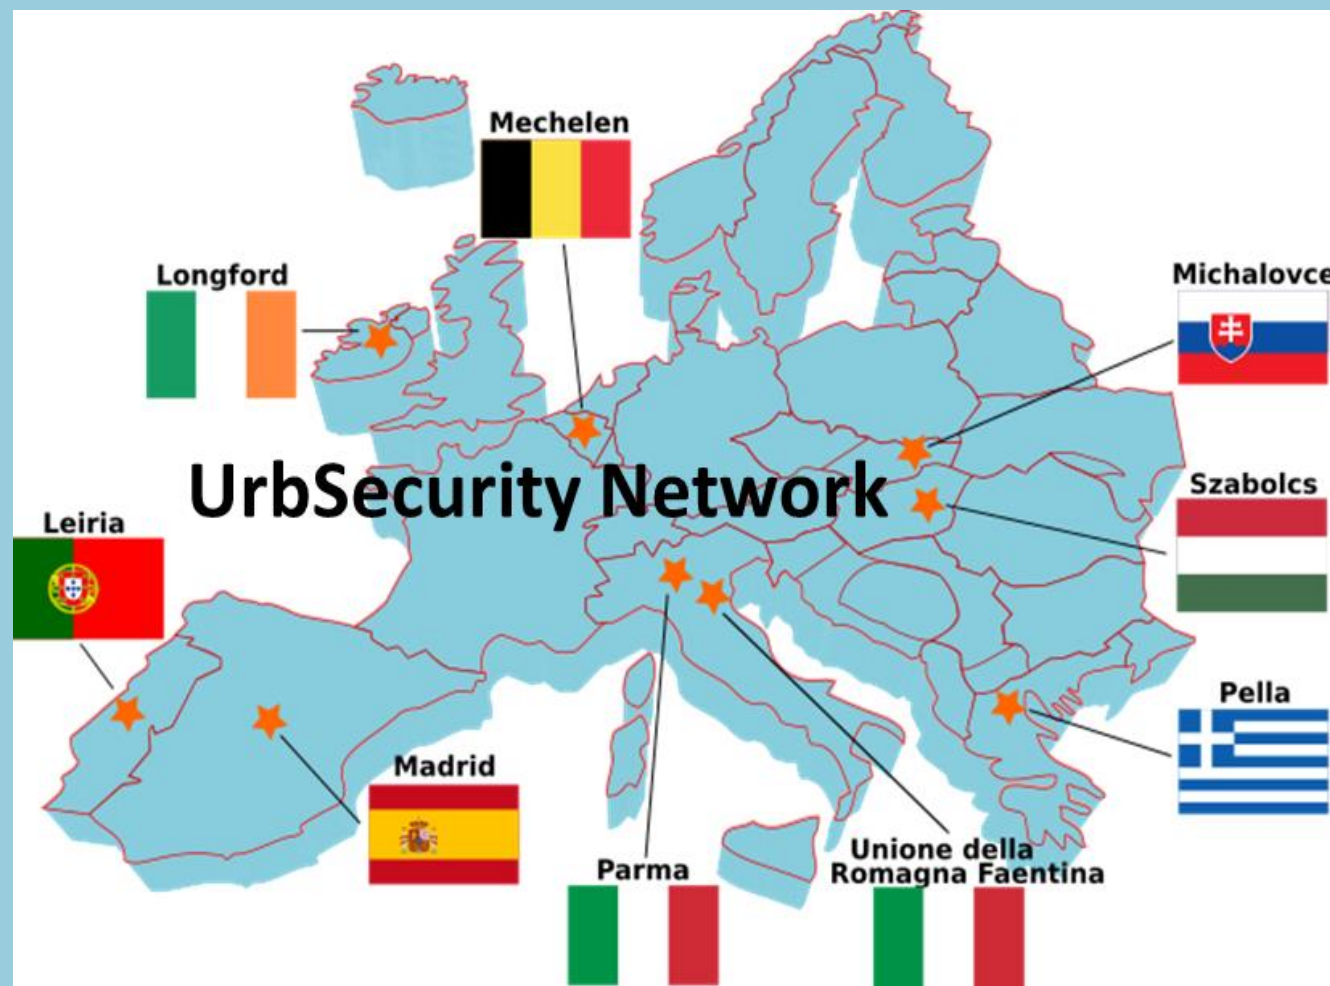 Mechelen
Longford
Michalovce
UrbSecurity Network
Szabolcs
Leiria
Pella
Madrid
Unione della
Romagna Faentina
Parma